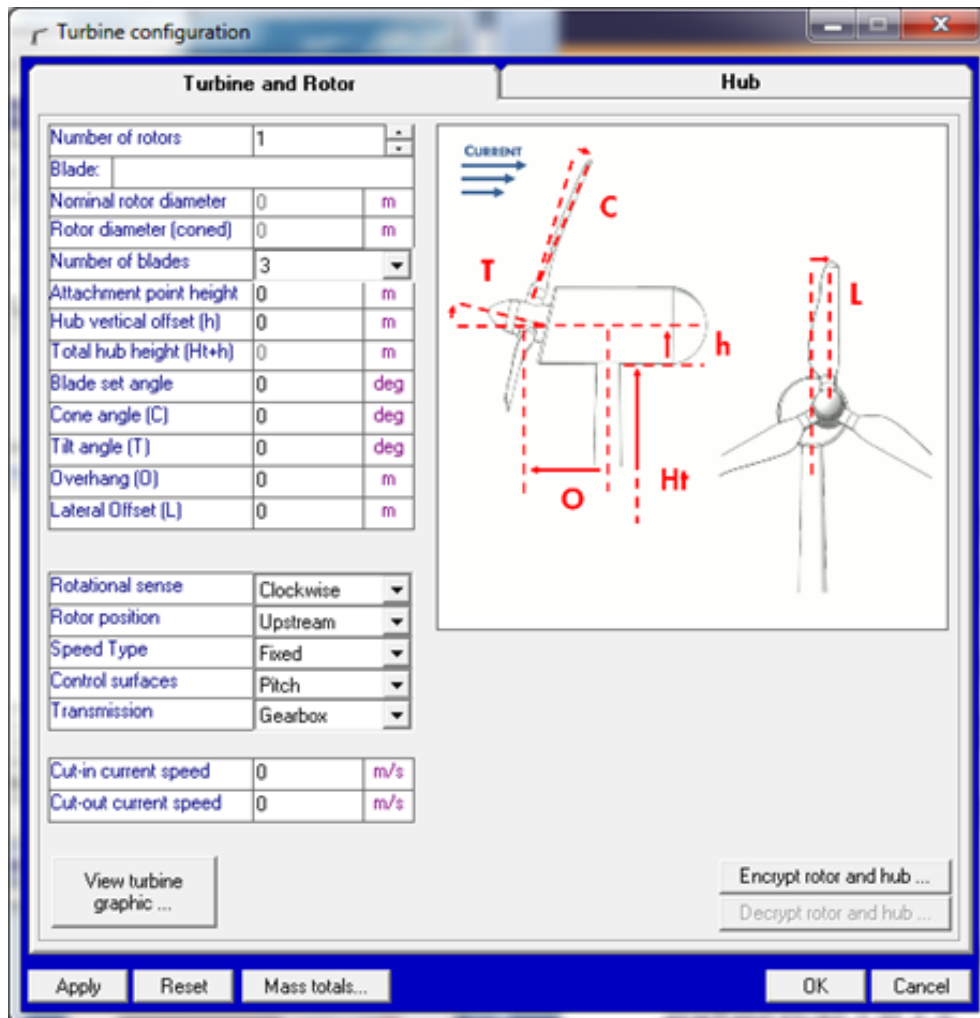 Turbine configuration
Turbine and Rotor
Hub
Number of rotors 1
Blade:
Nominal rotor diameter 0 m
Rotor diameter (coned) 0 m
Number of blades 3
Attachment point height 0 m
Hub vertical offset (h) 0 m
Total hub height (Ht+h) 0 m
Blade set angle 0 deg
Cone angle (C) 0 deg
Tilt angle (T) 0 deg
Overhang (O) 0 m
Lateral Offset (L) 0 m
Rotational sense Clockwise
Rotor position Upstream
Speed Type Fixed
Control surfaces Pitch
Transmission Gearbox
Cut-in current speed 0 m/s
Cut-out current speed 0 m/s
View turbine
graphic ...
CURRENT
C
T
L
h
Ht
O
Encrypt rotor and hub ...
Decrypt rotor and hub ...
Apply
Reset
Mass totals...
OK
Cancel